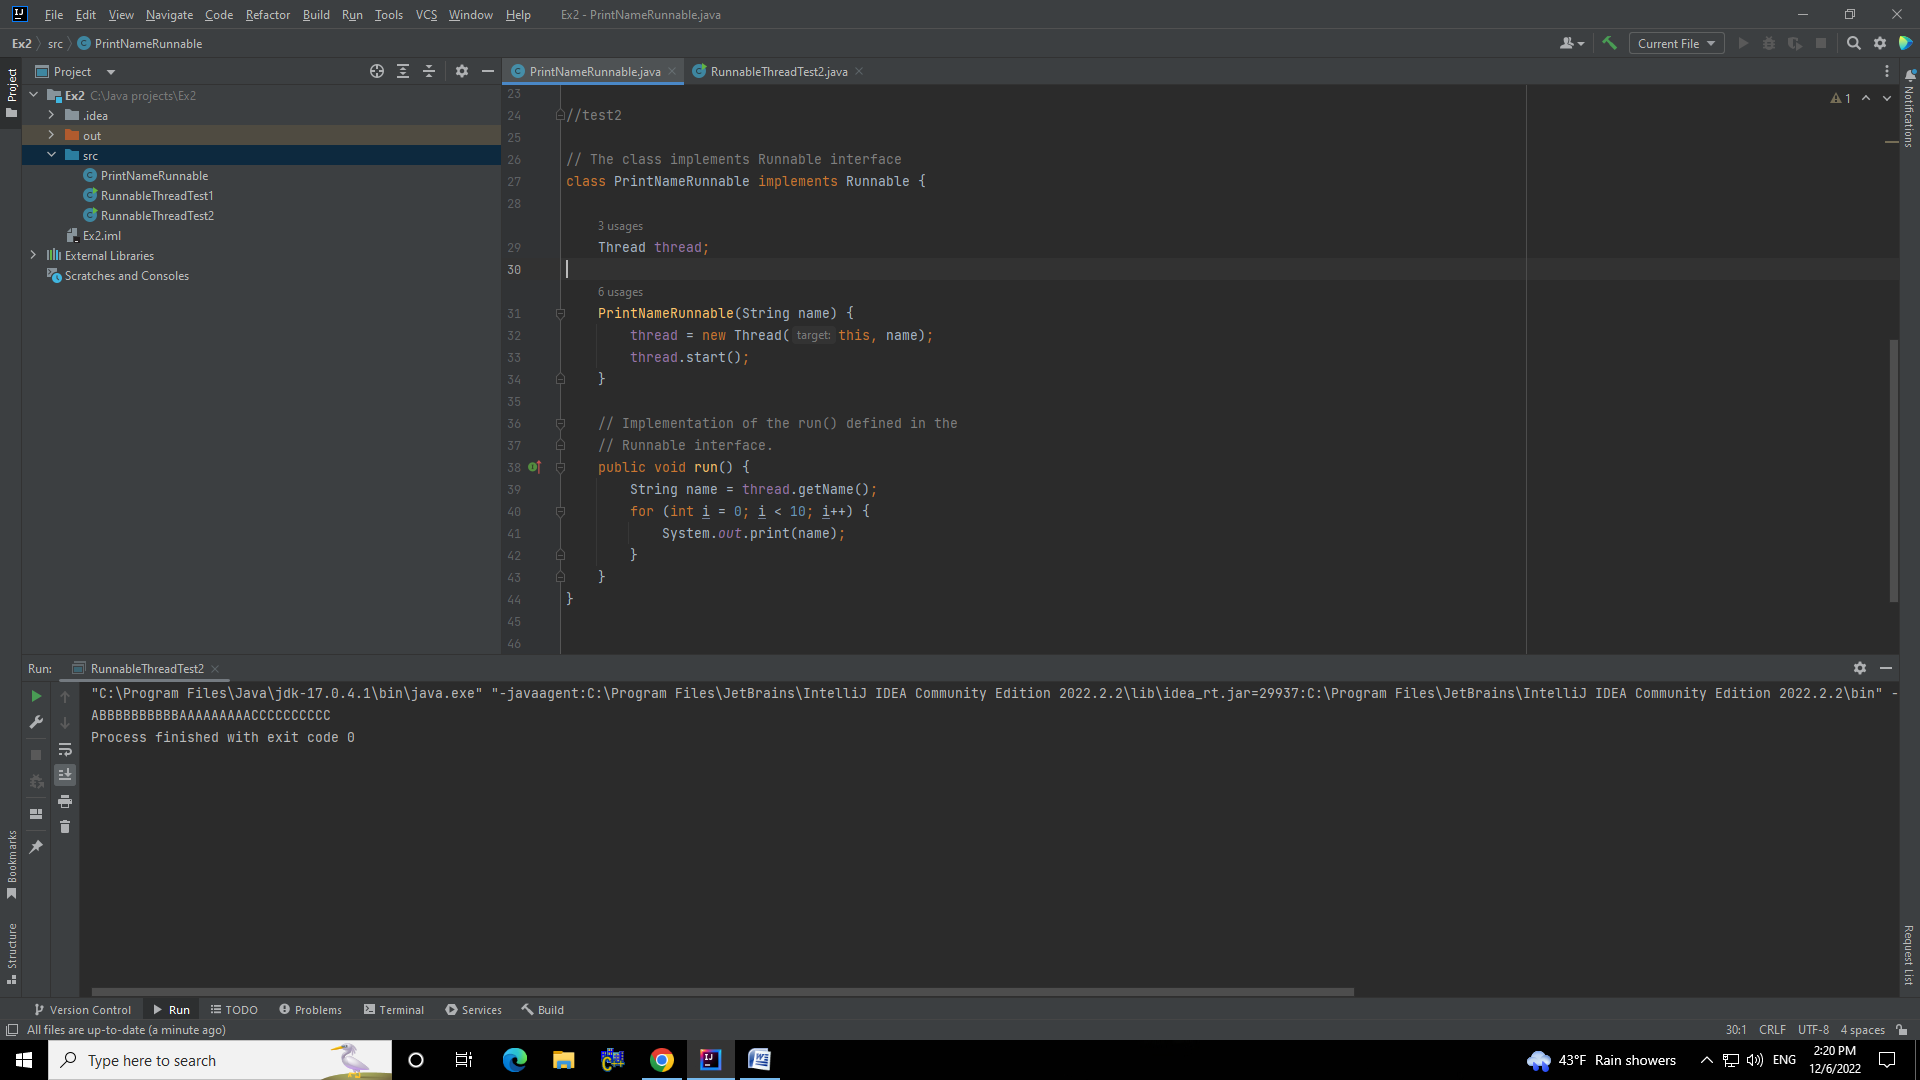 File Edit View Navigate Code Refactor Build Run Tools VCS Window Help Ex2 - PrintNameRunnable.java
Ex2 src PrintNameRunnable
Current File
Project
PrintNameRunnable.java RunnableThreadTest2.java
Project
Notifications
Ex2 C:\Java projects\Ex2
.idea
out
src
PrintNameRunnable
RunnableThreadTest1
RunnableThreadTest2
Ex2.iml
External Libraries
Scratches and Consoles
1
23
24 //test2
25
26 // The class implements Runnable interface
27 class PrintNameRunnable implements Runnable {
28
3 usages
29 Thread thread;
30
6 usages
31 PrintNameRunnable(String name) {
32 thread = new Thread( target: this, name);
33 thread.start();
34 }
35
36 // Implementation of the run() defined in the
37 // Runnable interface.
38 public void run() {
39 String name = thread.getName();
40 for (int i = 0; i < 10; i++) {
41 System.out.print(name);
42 }
43 }
44 }
45
46
Run: RunnableThreadTest2
"C:\Program Files\Java\jdk-17.0.4.1\bin\java.exe" "-javaagent:C:\Program Files\JetBrains\IntelliJ IDEA Community Edition 2022.2.2\lib\idea_rt.jar=29937:C:\Program Files\JetBrains\IntelliJ IDEA Community Edition 2022.2.2\bin" -
ABBBBBBBBBBAAAAAAAAACCCCCCCCCC
Process finished with exit code 0
Bookmarks
Structure
Request List
Version Control Run TODO Problems Terminal Services Build
All files are up-to-date (a minute ago)
30:1 CRLF UTF-8 4 spaces
Type here to search
43°F Rain showers
ENG
2:20 PM
12/6/2022